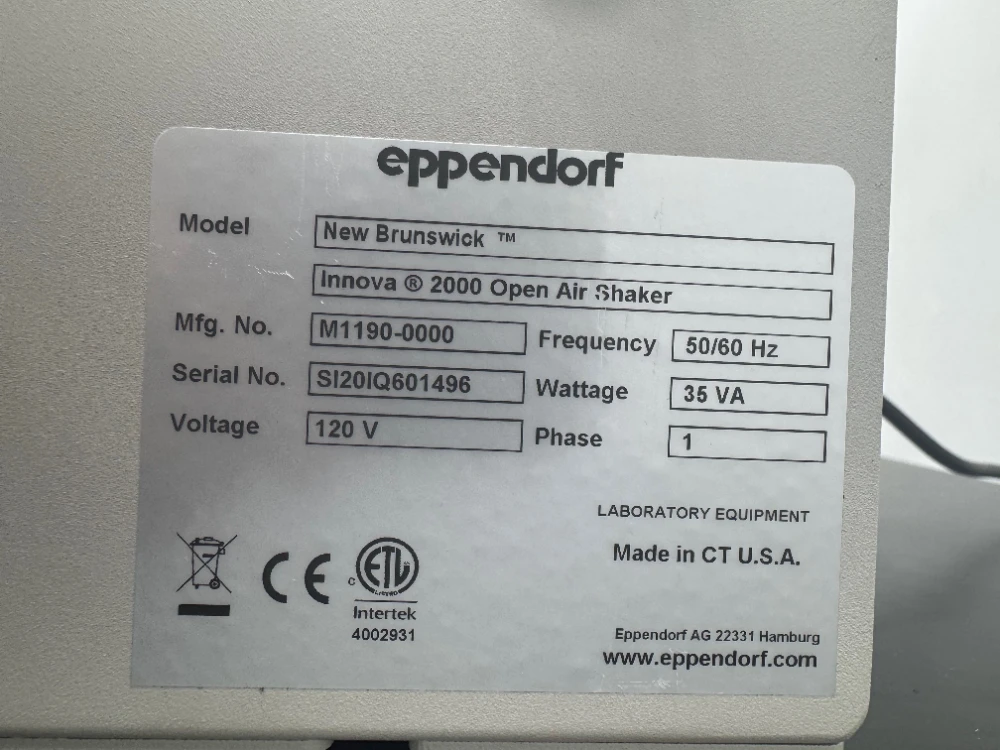 eppendorf
Model New Brunswick ™
Innova ® 2000 Open Air Shaker
Mfg. No. M1190-0000 Frequency 50/60 Hz
Serial No. SI20IQ601496 Wattage 35 VA
Voltage 120 V Phase 1
LABORATORY EQUIPMENT
Made in CT U.S.A.
CE
C ETL
LISTED
Intertek
4002931
Eppendorf AG 22331 Hamburg
www.eppendorf.com